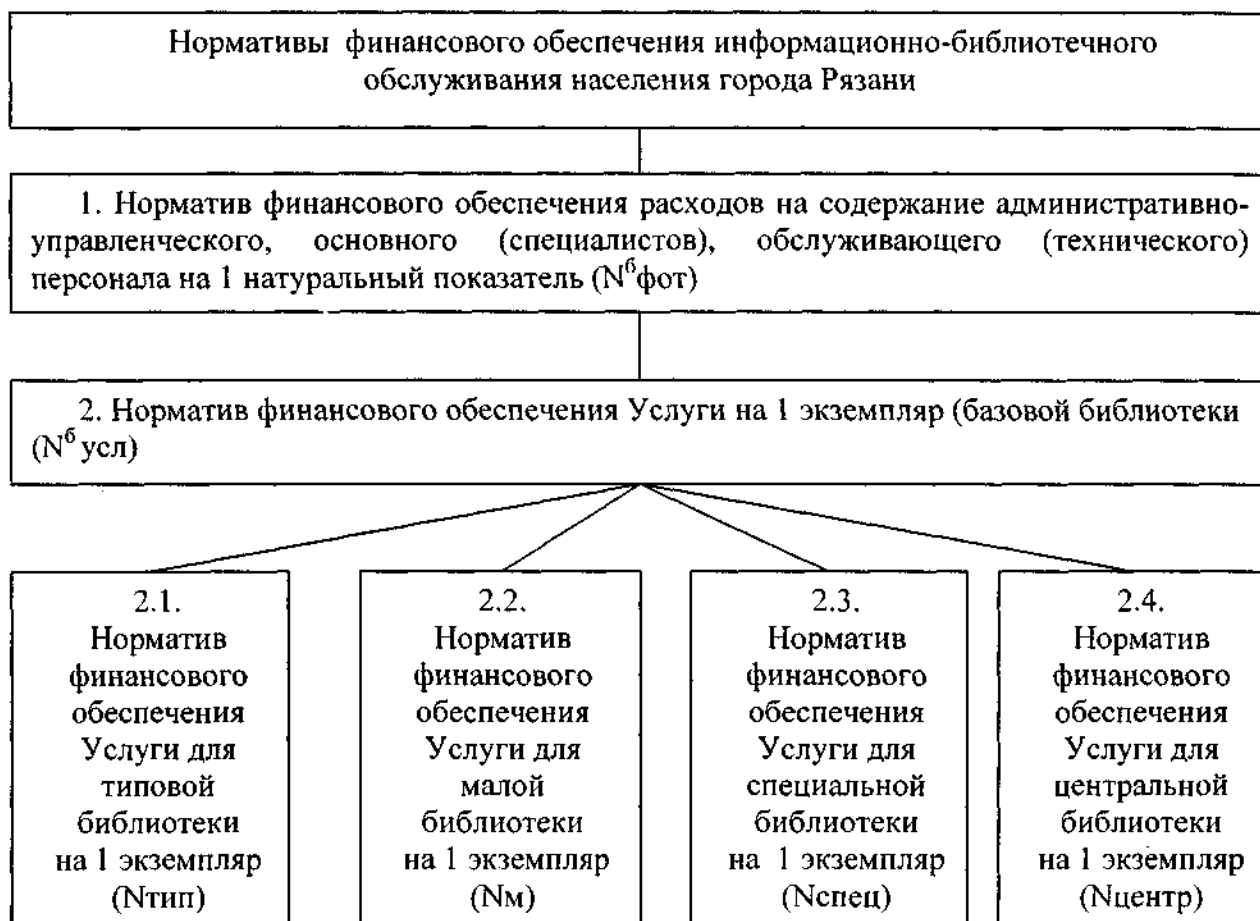 Нормативы финансового обеспечения информационно-библиотечного
обслуживания населения города Рязани
1. Норматив финансового обеспечения расходов на содержание административно-
управленческого, основного (специалистов), обслуживающего (технического)
персонала на 1 натуральный показатель (N^бфот)
2. Норматив финансового обеспечения Услуги на 1 экземпляр (базовой библиотеки
(N^б усл)
2.1.
Норматив
финансового
обеспечения
Услуги для
типовой
библиотеки
на 1 экземпляр
(Nтип)
2.2.
Норматив
финансового
обеспечения
Услуги для
малой
библиотеки
на 1 экземпляр
(Nм)
2.3.
Норматив
финансового
обеспечения
Услуги для
специальной
библиотеки
на 1 экземпляр
(Nспец)
2.4.
Норматив
финансового
обеспечения
Услуги для
центральной
библиотеки
на 1 экземпляр
(Nцентр)